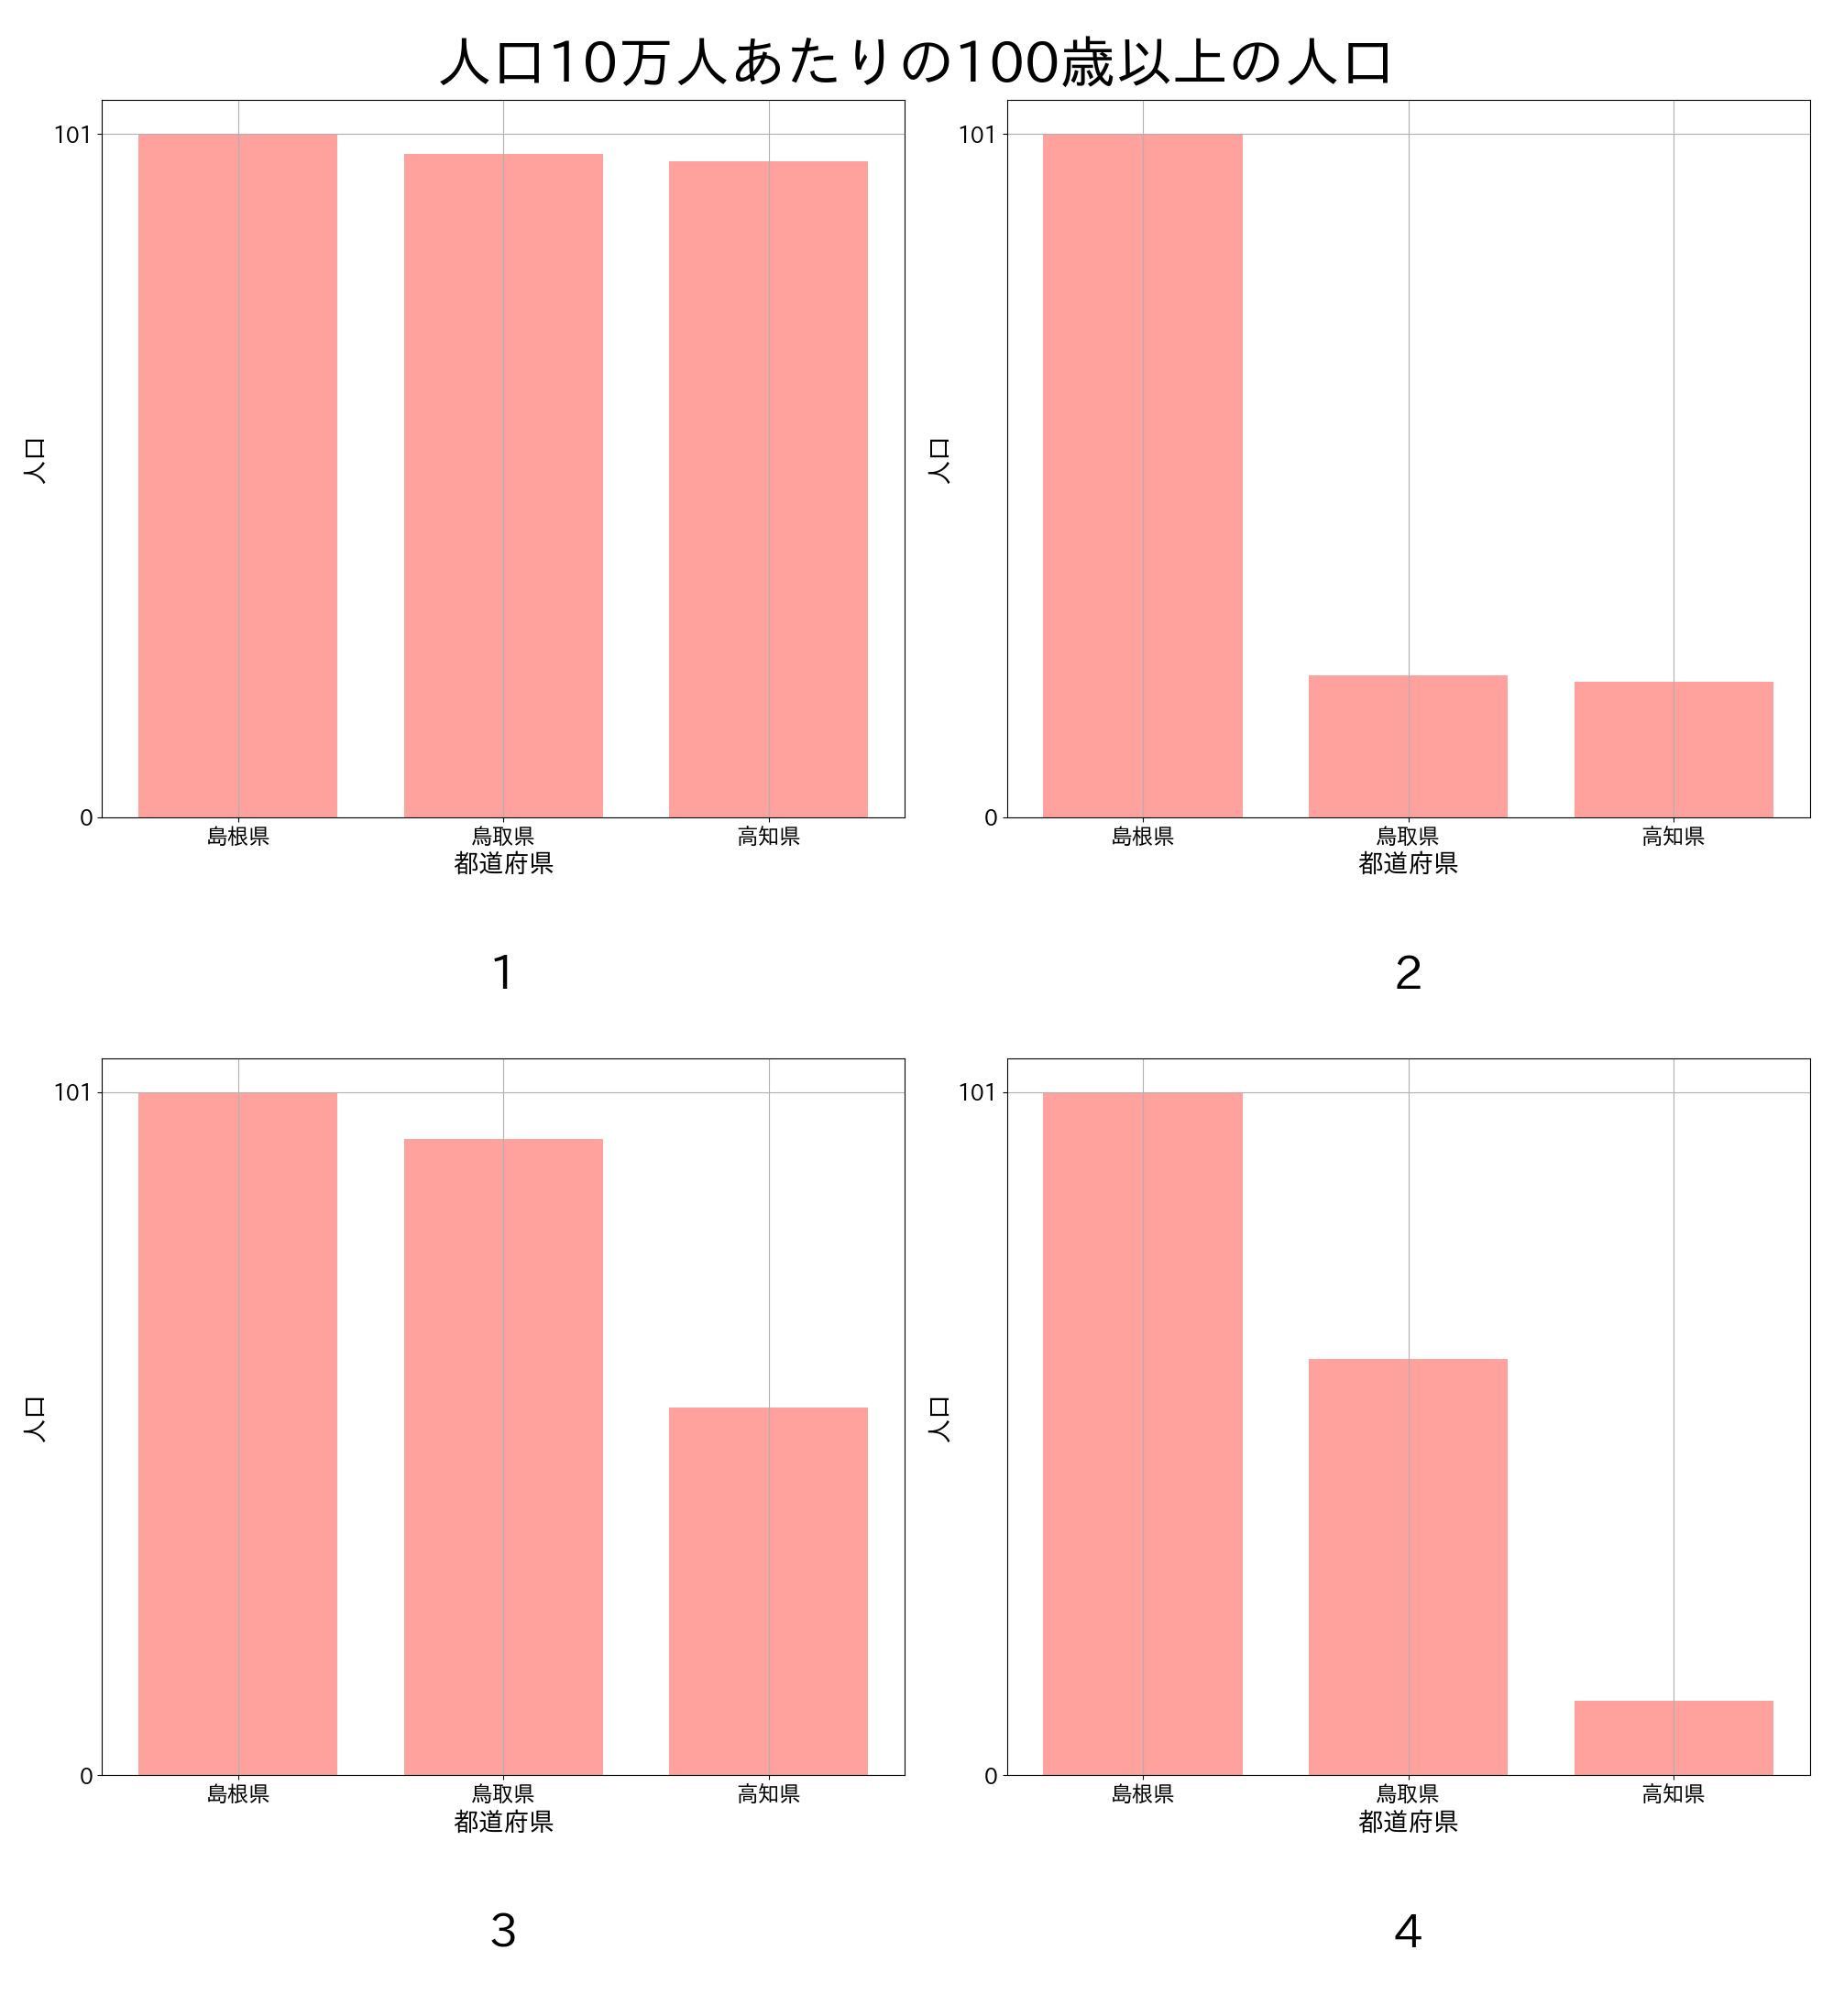 人口10万人あたりの100歳以上の人口
101
人口
0
島根県 鳥取県 高知県
都道府県
1
101
人口
0
島根県 鳥取県 高知県
都道府県
2
101
人口
0
島根県 鳥取県 高知県
都道府県
3
101
人口
0
島根県 鳥取県 高知県
都道府県
4